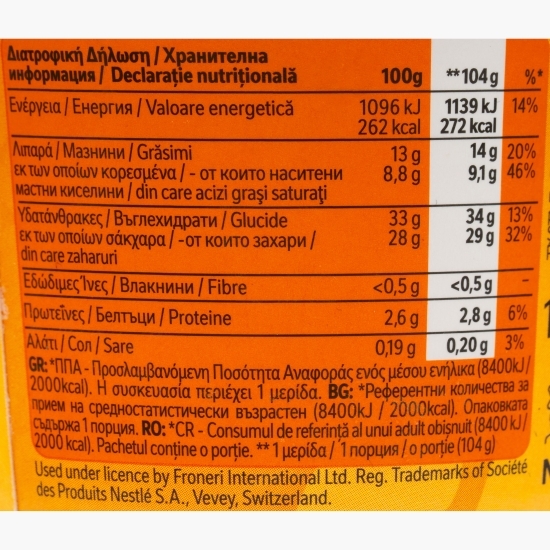 Διατροφική Δήλωση / Хранителна
информация / Declarație nutrițională 100g **104g %*
Ενέργεια / Енергия / Valoare energetică 1096 kJ 1139 kJ 14%
262 kcal 272 kcal
Λιπαρά / Мазнини / Grăsimi 13 g 14 g 20%
εκ των οποίων κορεσμένα / - от които наситени 8,8 g 9,1 g 46%
мастни киселини / din care acizi grași saturați
Υδατάνθρακες / Въглехидрати / Glucide 33 g 34 g 13%
εκ των οποίων σάκχαρα / -от които захари / 28 g 29 g 32%
din care zaharuri
Εδώδιμες Ίνες / Влакнини / Fibre <0,5 g <0,5 g -
Πρωτεΐνες / Белтъци / Proteine 2,6 g 2,8 g 6%
Αλάτι / Сол / Sare 0,19 g 0,20 g 3%
GR: *ΠΠΑ - Προσλαμβανόμενη Ποσότητα Αναφοράς ενός μέσου ενήλικα (8400kJ /
2000kcal). Η συσκευασία περιέχει 1 μερίδα. BG: *Референтни количества за
прием на средностатистически възрастен (8400kJ / 2000kcal). Опаковката
съдържа 1 порция. RO: *CR - Consumul de referință al unui adult obișnuit (8400 kJ /
2000 kcal). Pachetul conține o porție. ** 1 μερίδα / 1 порция / o porție (104 g)
Used under licence by Froneri International Ltd. Reg. Trademarks of Société
des Produits Nestlé S.A., Vevey, Switzerland.